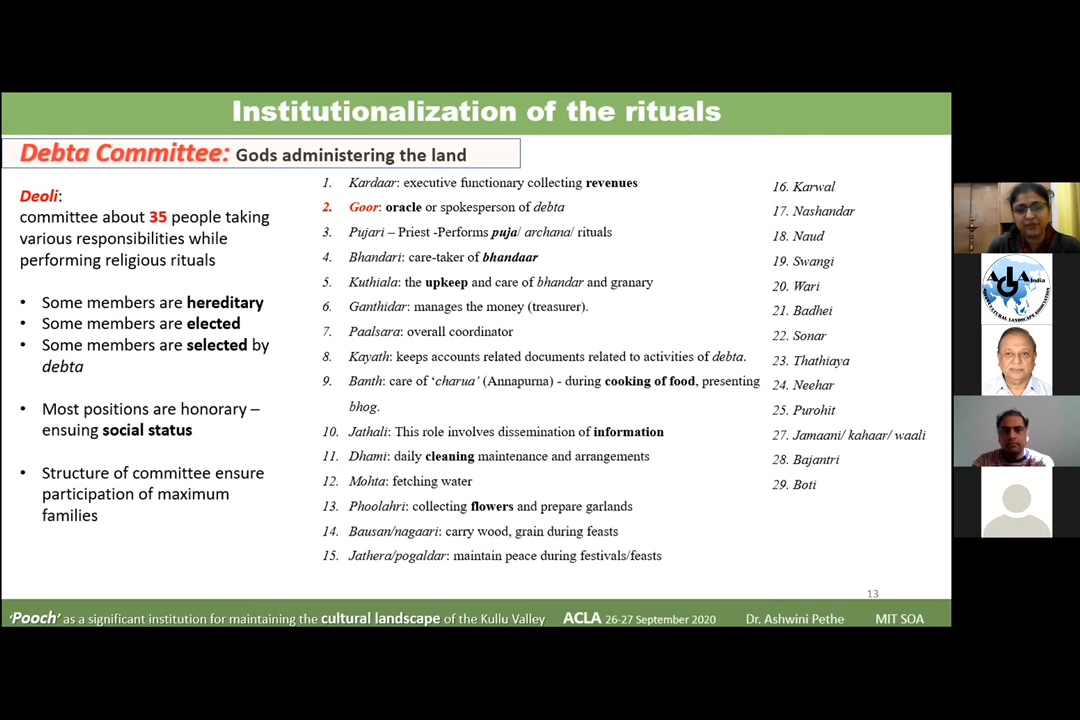 Institutionalization of the rituals
Debta Committee: Gods administering the land
Deoli:
committee about 35 people taking
various responsibilities while
performing religious rituals
• Some members are hereditary
• Some members are elected
• Some members are selected by
debta
• Most positions are honorary –
ensuing social status
• Structure of committee ensure
participation of maximum
families
1. Kardaar: executive functionary collecting revenues
2. Goor: oracle or spokesperson of debta
3. Pujari – Priest -Performs puja/ archana/ rituals
4. Bhandari: care-taker of bhandaar
5. Kuthiala: the upkeep and care of bhandar and granary
6. Ganthidar: manages the money (treasurer).
7. Paalsara: overall coordinator
8. Kayath: keeps accounts related documents related to activities of debta.
9. Banth: care of ‘charua’ (Annapurna) - during cooking of food, presenting
bhog.
10. Jathali: This role involves dissemination of information
11. Dhami: daily cleaning maintenance and arrangements
12. Mohta: fetching water
13. Phoolahri: collecting flowers and prepare garlands
14. Bausan/nagaari: carry wood, grain during feasts
15. Jathera/pogaldar: maintain peace during festivals/feasts
16. Karwal
17. Nashandar
18. Naud
19. Swangi
20. Wari
21. Badhei
22. Sonar
23. Thathiaya
24. Neehar
25. Purohit
27. Jamaani/ kahaar/ waali
28. Bajantri
29. Boti
13
‘Pooch’ as a significant institution for maintaining the cultural landscape of the Kullu Valley ACLA 26-27 September 2020 Dr. Ashwini Pethe MIT SOA
ACLA India